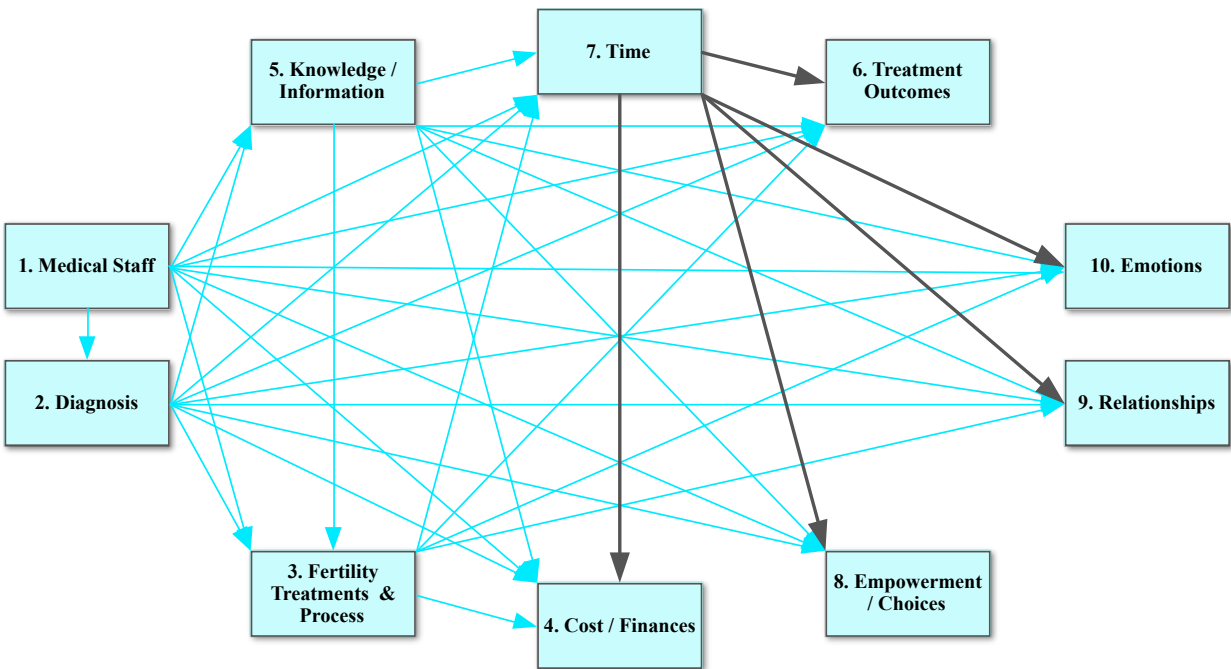 7. Time
5. Knowledge /
Information
6. Treatment
Outcomes
1. Medical Staff
10. Emotions
2. Diagnosis
9. Relationships
3. Fertility
Treatments &
Process
8. Empowerment
/ Choices
4. Cost / Finances